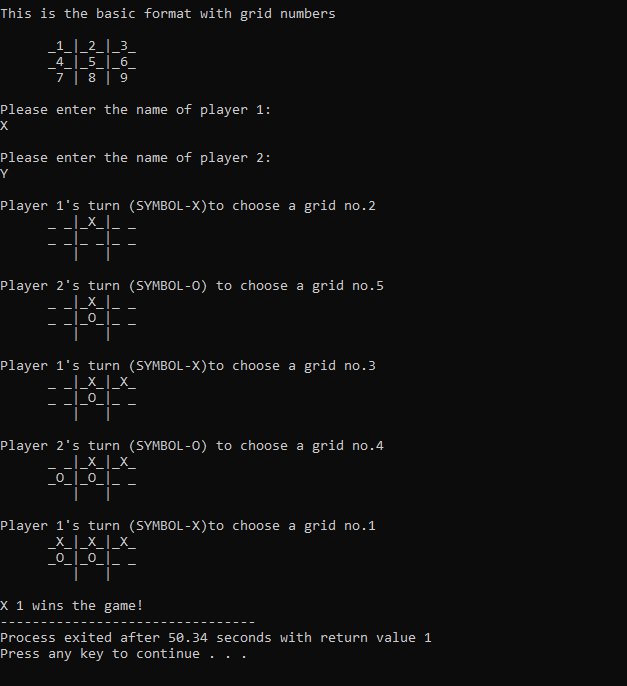 This is the basic format with grid numbers
_1_|_2_|_3_
_4_|_5_|_6_
7 | 8 | 9
Please enter the name of player 1:
X
Please enter the name of player 2:
Y
Player 1's turn (SYMBOL-X)to choose a grid no.2
_ _|_X_|_ _
_ _|_ _|_ _
|   |
Player 2's turn (SYMBOL-O) to choose a grid no.5
_ _|_X_|_ _
_ _|_O_|_ _
|   |
Player 1's turn (SYMBOL-X)to choose a grid no.3
_ _|_X_|_X_
_ _|_O_|_ _
|   |
Player 2's turn (SYMBOL-O) to choose a grid no.4
_ _|_X_|_X_
_O_|_O_|_ _
|   |
Player 1's turn (SYMBOL-X)to choose a grid no.1
_X_|_X_|_X_
_O_|_O_|_ _
|   |
X 1 wins the game!
--------------------------------
Process exited after 50.34 seconds with return value 1
Press any key to continue . . .